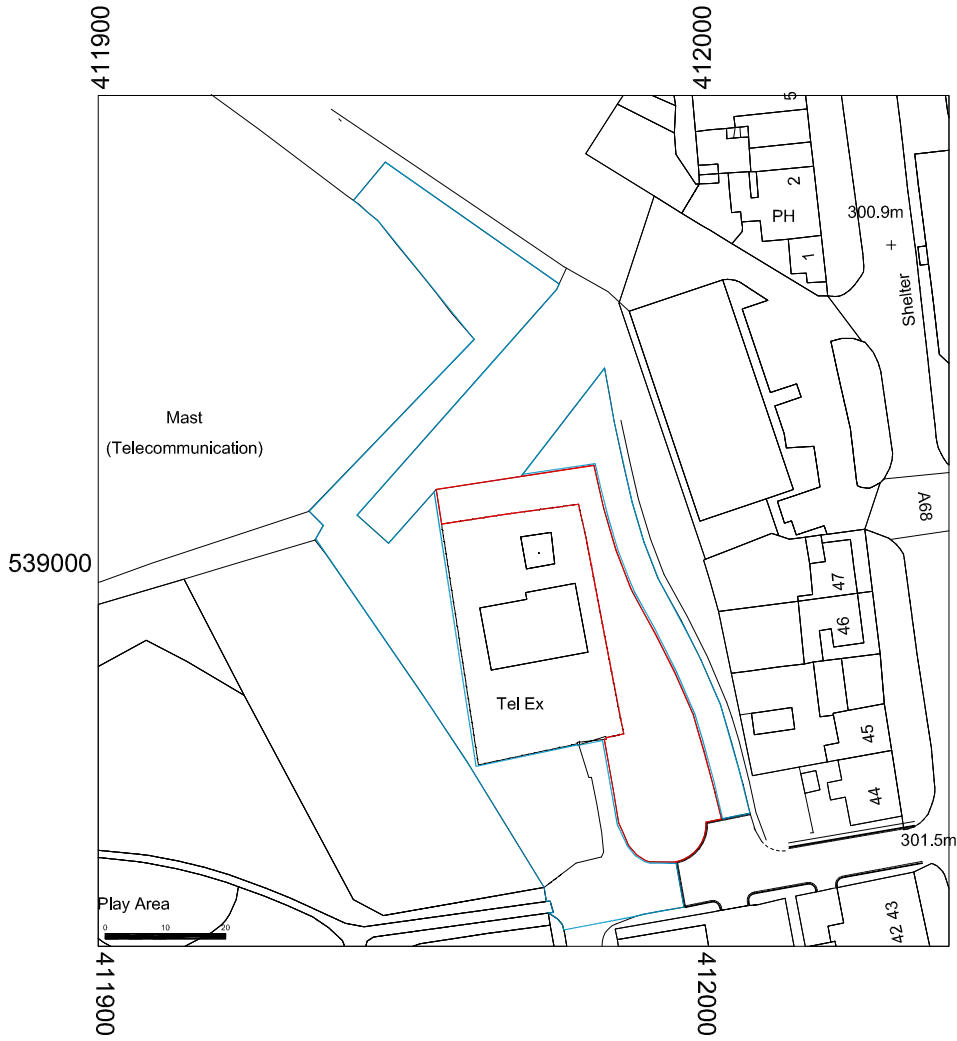 411900
412000
5
2
PH
300.9m
1
Shelter
Mast
(Telecommunication)
A68
539000
47
46
Tel Ex
45
44
301.5m
Play Area
0 10 20
42 43
411900
412000